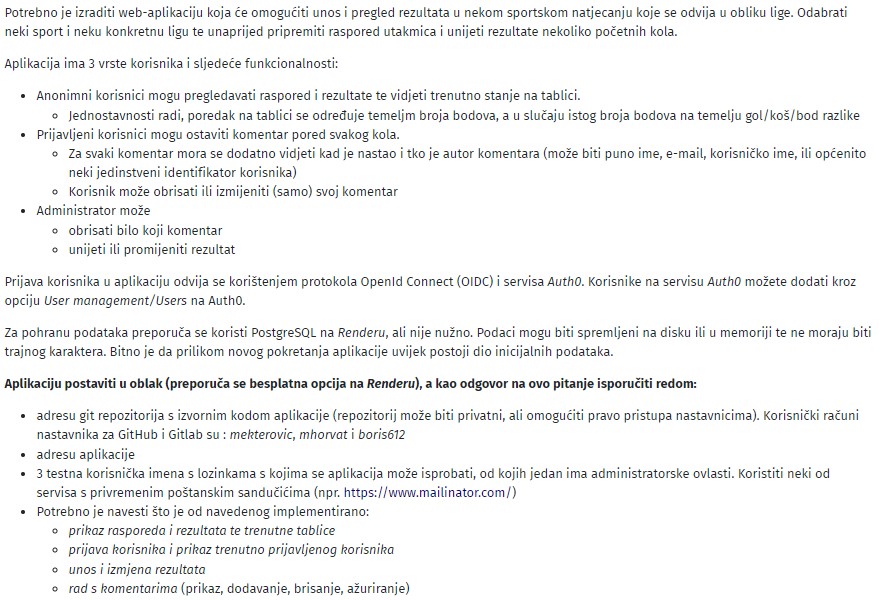 Potrebno je izraditi web-aplikaciju koja će omogućiti unos i pregled rezultata u nekom sportskom natjecanju koje se odvija u obliku lige. Odabrati
neki sport i neku konkretnu ligu te unaprijed pripremiti raspored utakmica i unijeti rezultate nekoliko početnih kola.
Aplikacija ima 3 vrste korisnika i sljedeće funkcionalnosti:
• Anonimni korisnici mogu pregledavati raspored i rezultate te vidjeti trenutno stanje na tablici.
◦ Jednostavnosti radi, poredak na tablici se određuje temeljm broja bodova, a u slučaju istog broja bodova na temelju gol/koš/bod razlike
• Prijavljeni korisnici mogu ostaviti komentar pored svakog kola.
◦ Za svaki komentar mora se dodatno vidjeti kad je nastao i tko je autor komentara (može biti puno ime, e-mail, korisničko ime, ili općenito
neki jedinstveni identifikator korisnika)
◦ Korisnik može obrisati ili izmijeniti (samo) svoj komentar
• Administrator može
◦ obrisati bilo koji komentar
◦ unijeti ili promijeniti rezultat
Prijava korisnika u aplikaciju odvija se korištenjem protokola OpenId Connect (OIDC) i servisa Auth0. Korisnike na servisu Auth0 možete dodati kroz
opciju User management/Users na Auth0.
Za pohranu podataka preporuča se koristi PostgreSQL na Renderu, ali nije nužno. Podaci mogu biti spremljeni na disku ili u memoriji te ne moraju biti
trajnog karaktera. Bitno je da prilikom novog pokretanja aplikacije uvijek postoji dio inicijalnih podataka.
Aplikaciju postaviti u oblak (preporuča se besplatna opcija na Renderu), a kao odgovor na ovo pitanje isporučiti redom:
• adresu git repozitorija s izvornim kodom aplikacije (repozitorij može biti privatni, ali omogućiti pravo pristupa nastavnicima). Korisnički računi
nastavnika za GitHub i Gitlab su : mekterovic, mhorvat i boris612
• adresu aplikacije
• 3 testna korisnička imena s lozinkama s kojima se aplikacija može isprobati, od kojih jedan ima administratorske ovlasti. Koristiti neki od
servisa s privremenim poštanskim sandučićima (npr. https://www.mailinator.com/)
• Potrebno je navesti što je od navedenog implementirano:
◦ prikaz rasporeda i rezultata te trenutne tablice
◦ prijava korisnika i prikaz trenutno prijavljenog korisnika
◦ unos i izmjena rezultata
◦ rad s komentarima (prikaz, dodavanje, brisanje, ažuriranje)